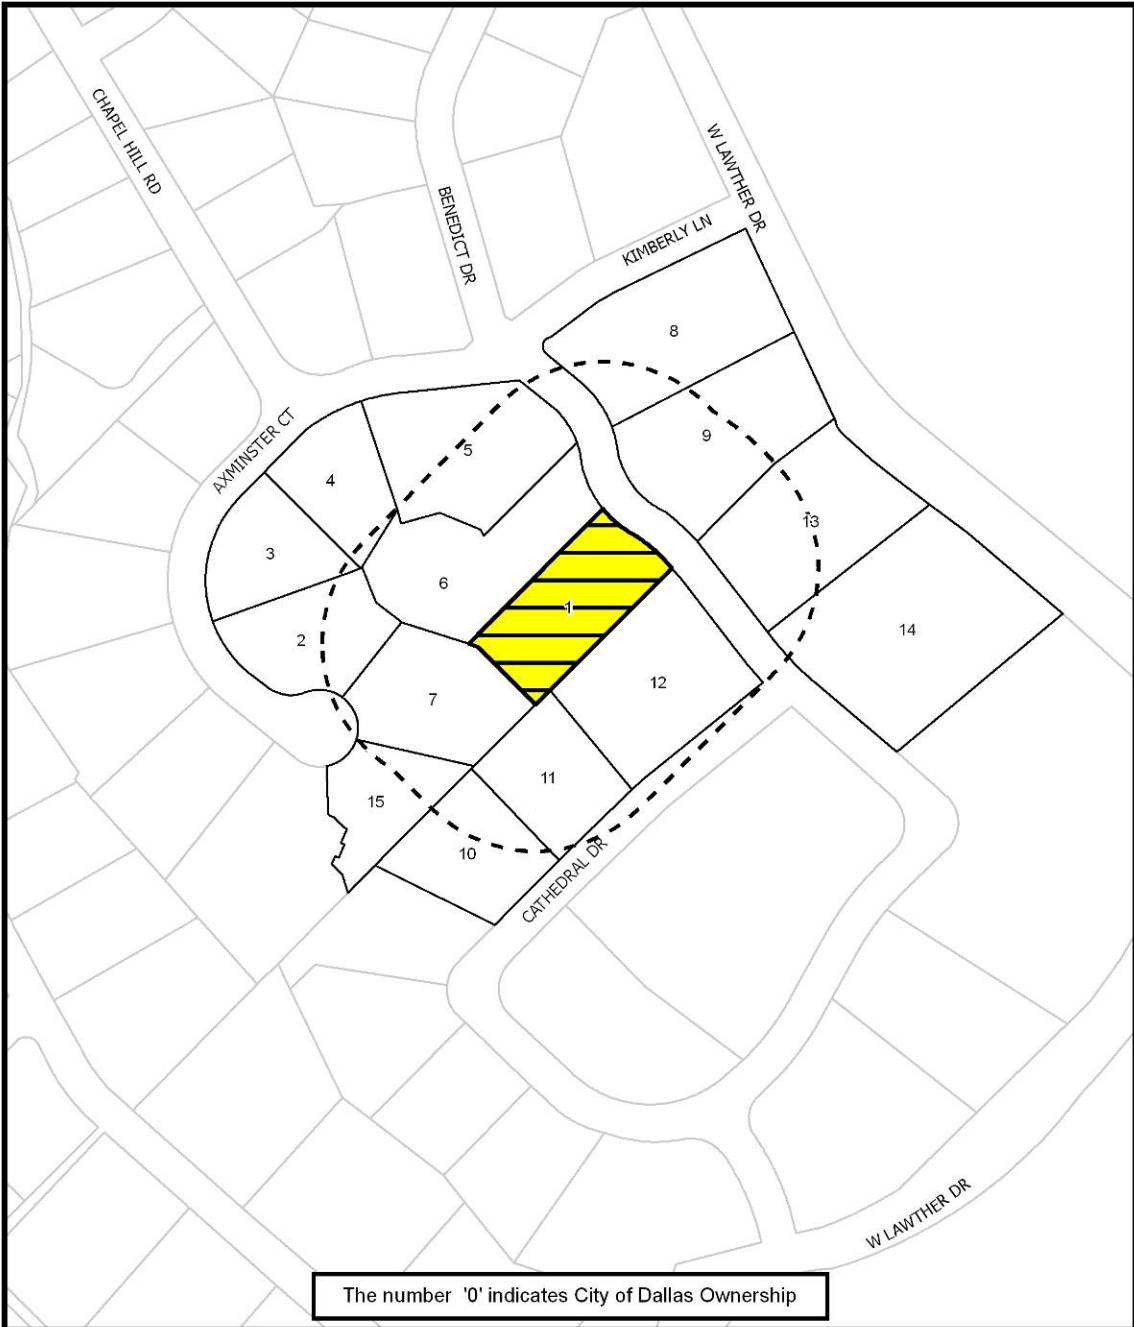 CHAPEL HILL RD
W LAWTHER DR
BENEDICT DR
KIMBERLY LN
8
9
5
AXMINSTER CT
4
13
3
6
1
14
2
12
7
11
15
10
CATHEDRAL DR
W LAWTHER DR
The number '0' indicates City of Dallas Ownership